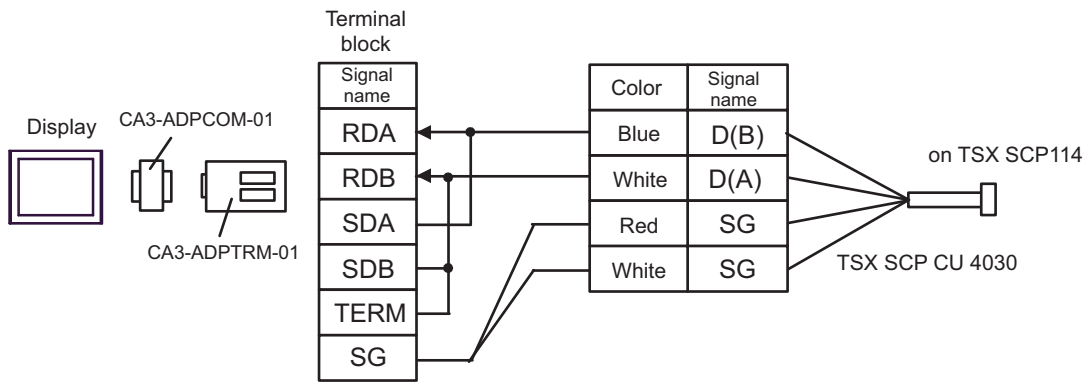 Terminal
block
Signal
name
RDA
RDB
SDA
SDB
TERM
SG
Display
CA3-ADPCOM-01
CA3-ADPTRM-01
Color
Signal
name
Blue
D(B)
White
D(A)
Red
SG
White
SG
on TSX SCP114
TSX SCP CU 4030